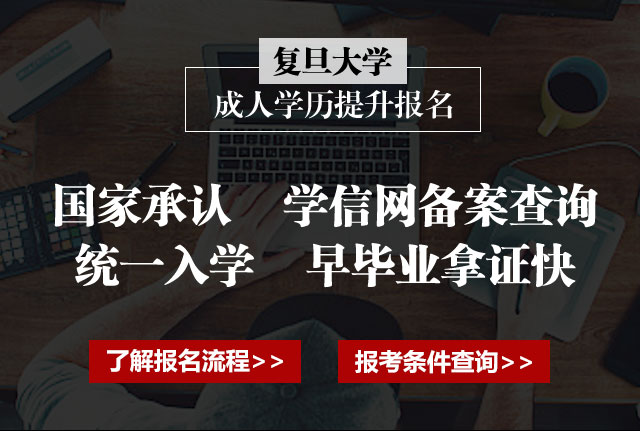 复旦大学
成人学历提升报名
国家承认 学信网备案查询
统一入学 早毕业拿证快
了解报名流程>> 报考条件查询>>